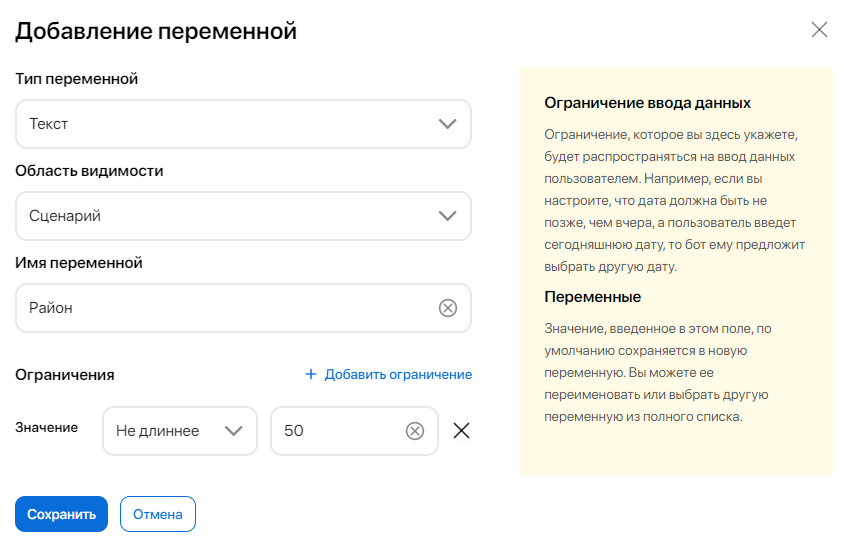 Добавление переменной
Тип переменной
Текст
Область видимости
Сценарий
Имя переменной
Район
Ограничения
+ Добавить ограничение
Значение
Не длиннее
50
Сохранить
Отмена
Ограничение ввода данных
Ограничение, которое вы здесь укажете,
будет распространяться на ввод данных
пользователем. Например, если вы
настроите, что дата должна быть не
позже, чем вчера, а пользователь введет
сегодняшнюю дату, то бот ему предложит
выбрать другую дату.
Переменные
Значение, введенное в этом поле, по
умолчанию сохраняется в новую
переменную. Вы можете ее
переименовать или выбрать другую
переменную из полного списка.